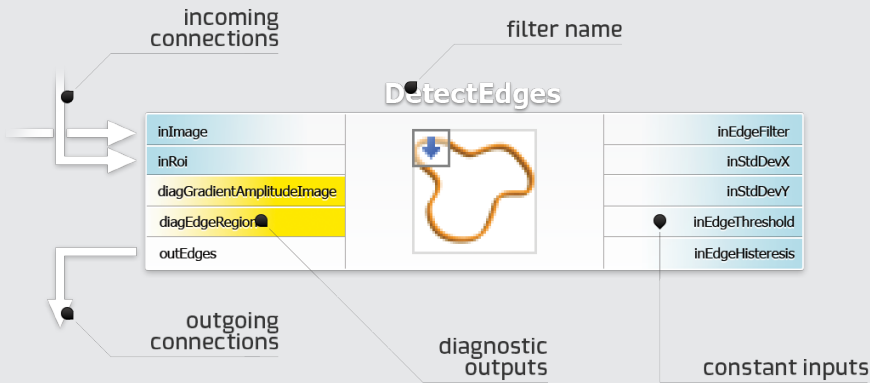 incoming
connections
filter name
DetectEdges
inImage
inRoi
diagGradientAmplitudeImage
diagEdgeRegion
outEdges
inEdgeFilter
inStdDevX
inStdDevY
inEdgeThreshold
inEdgeHisteresis
outgoing
connections
diagnostic
outputs
constant inputs